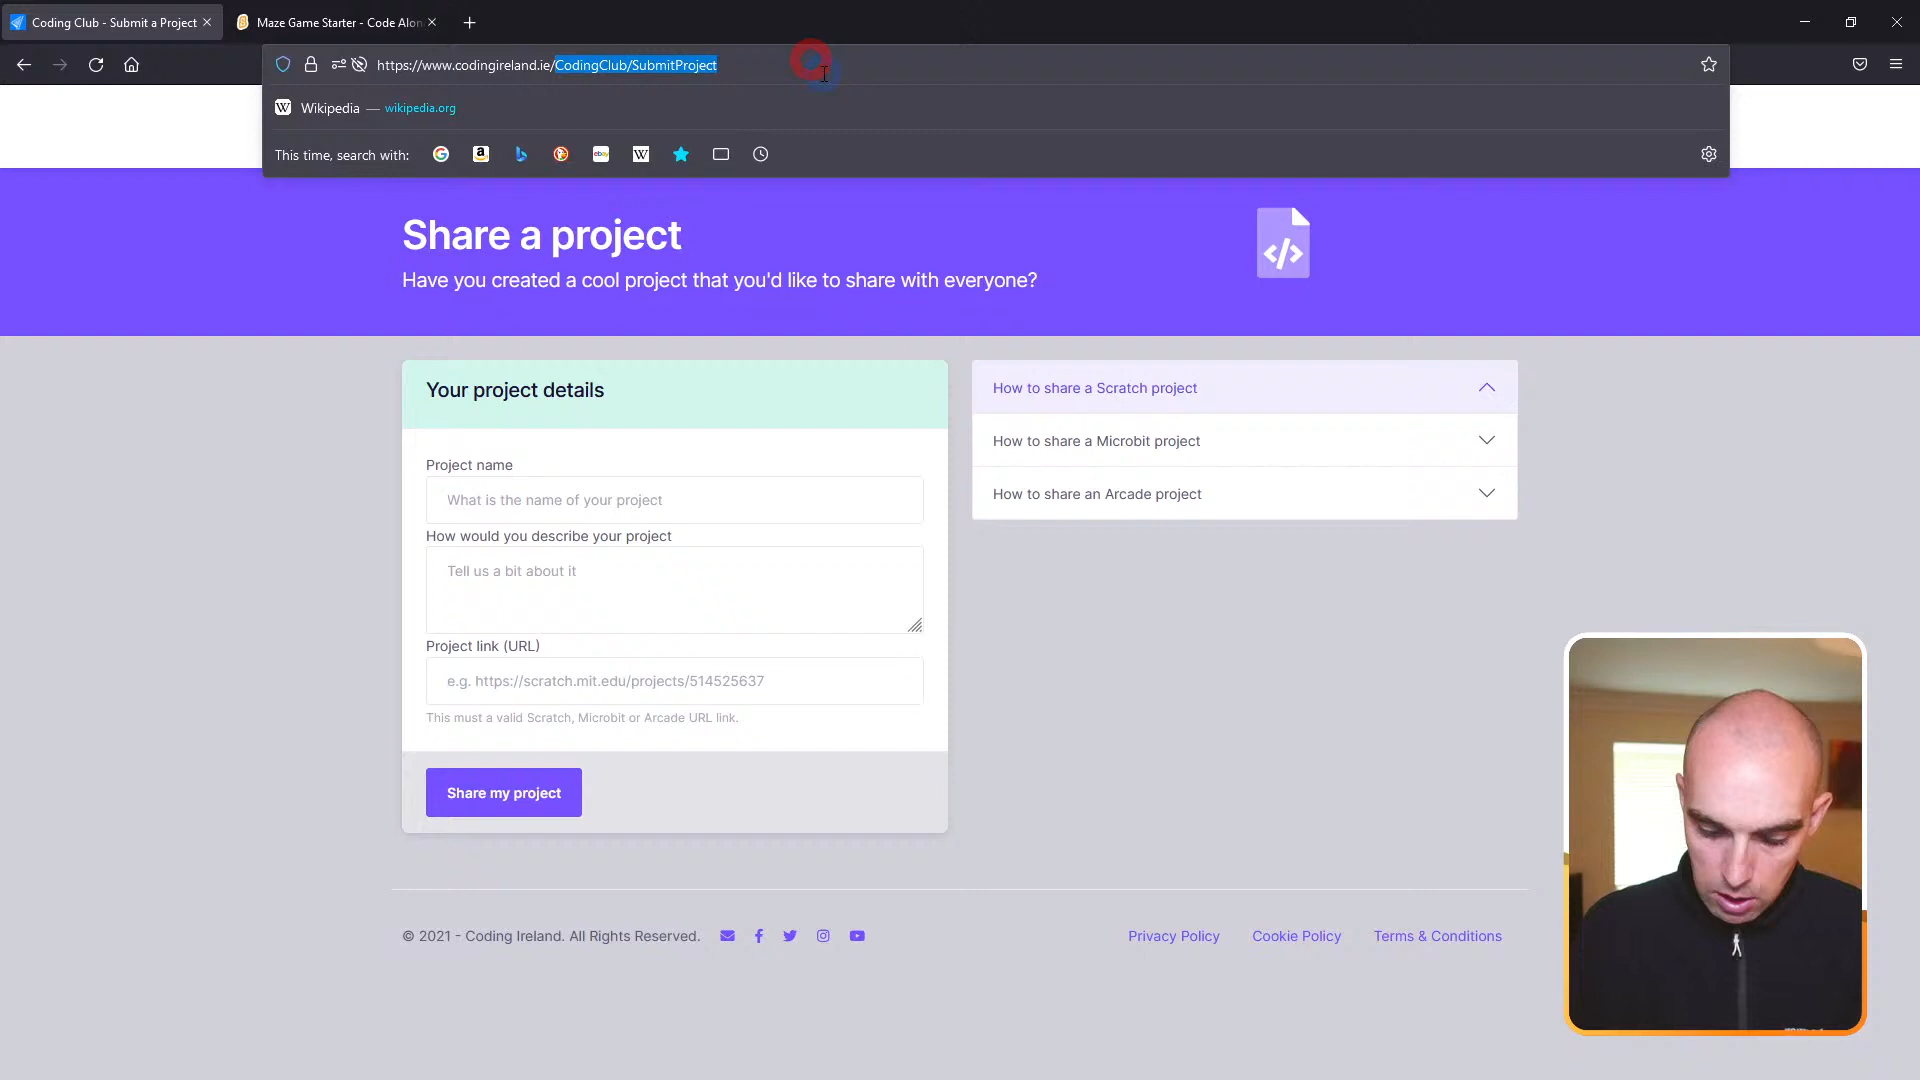 Coding Club - Submit a Project
Maze Game Starter - Code Alon
https://www.codingireland.ie/CodingClub/SubmitProject
Wikipedia — wikipedia.org
This time, search with:
Share a project
Have you created a cool project that you'd like to share with everyone?
Your project details
Project name
What is the name of your project
How would you describe your project
Tell us a bit about it
Project link (URL)
e.g. https://scratch.mit.edu/projects/514525637
This must a valid Scratch, Microbit or Arcade URL link.
Share my project
How to share a Scratch project
How to share a Microbit project
How to share an Arcade project
© 2021 - Coding Ireland. All Rights Reserved.
Privacy Policy
Cookie Policy
Terms & Conditions